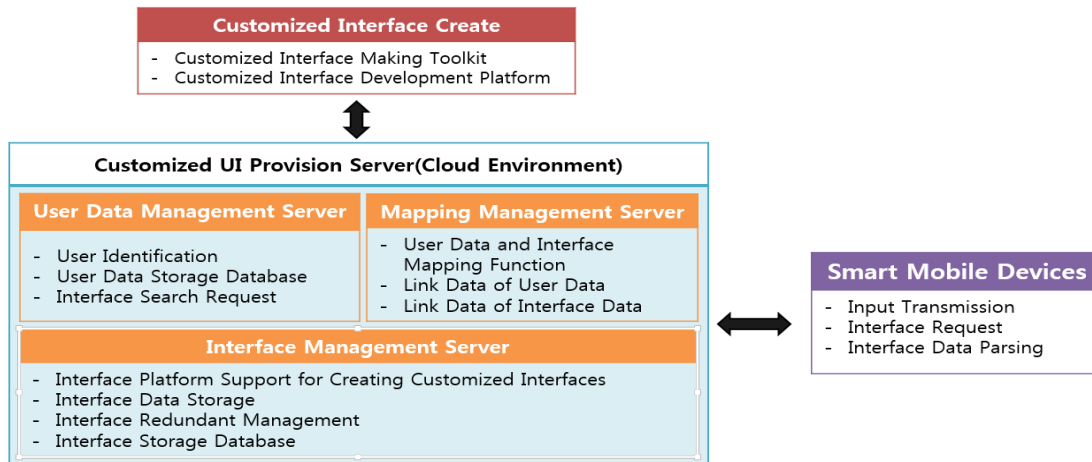 Customized Interface Create
- Customized Interface Making Toolkit
- Customized Interface Development Platform
Customized UI Provision Server(Cloud Environment)
User Data Management Server
- User Identification
- User Data Storage Database
- Interface Search Request
Mapping Management Server
- User Data and Interface
Mapping Function
- Link Data of User Data
- Link Data of Interface Data
Interface Management Server
- Interface Platform Support for Creating Customized Interfaces
- Interface Data Storage
- Interface Redundant Management
- Interface Storage Database
Smart Mobile Devices
- Input Transmission
- Interface Request
- Interface Data Parsing